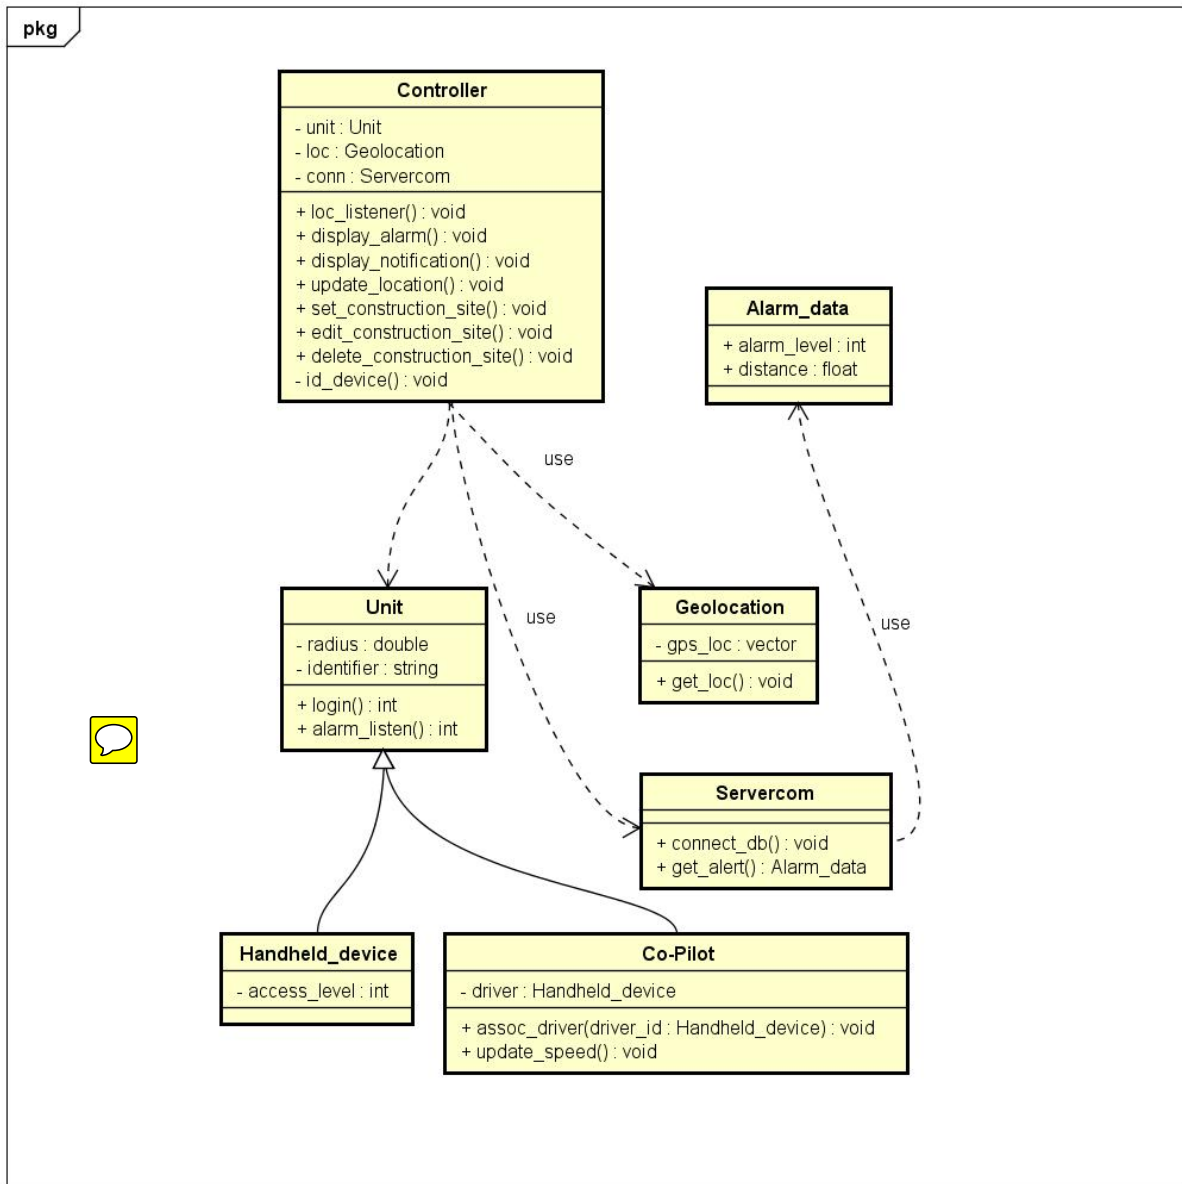 pkg
Controller
- unit : Unit
- loc : Geolocation
- conn : Servercom
+ loc_listener() : void
+ display_alarm() : void
+ display_notification() : void
+ update_location() : void
+ set_construction_site() : void
+ edit_construction_site() : void
+ delete_construction_site() : void
- id_device() : void
Alarm_data
+ alarm_level : int
+ distance : float
use
use
use
Unit
- radius : double
- identifier : string
+ login() : int
+ alarm_listen() : int
Geolocation
- gps_loc : vector
+ get_loc() : void
Servercom
+ connect_db() : void
+ get_alert() : Alarm_data
Handheld_device
- access_level : int
Co-Pilot
- driver : Handheld_device
+ assoc_driver(driver_id : Handheld_device) : void
+ update_speed() : void